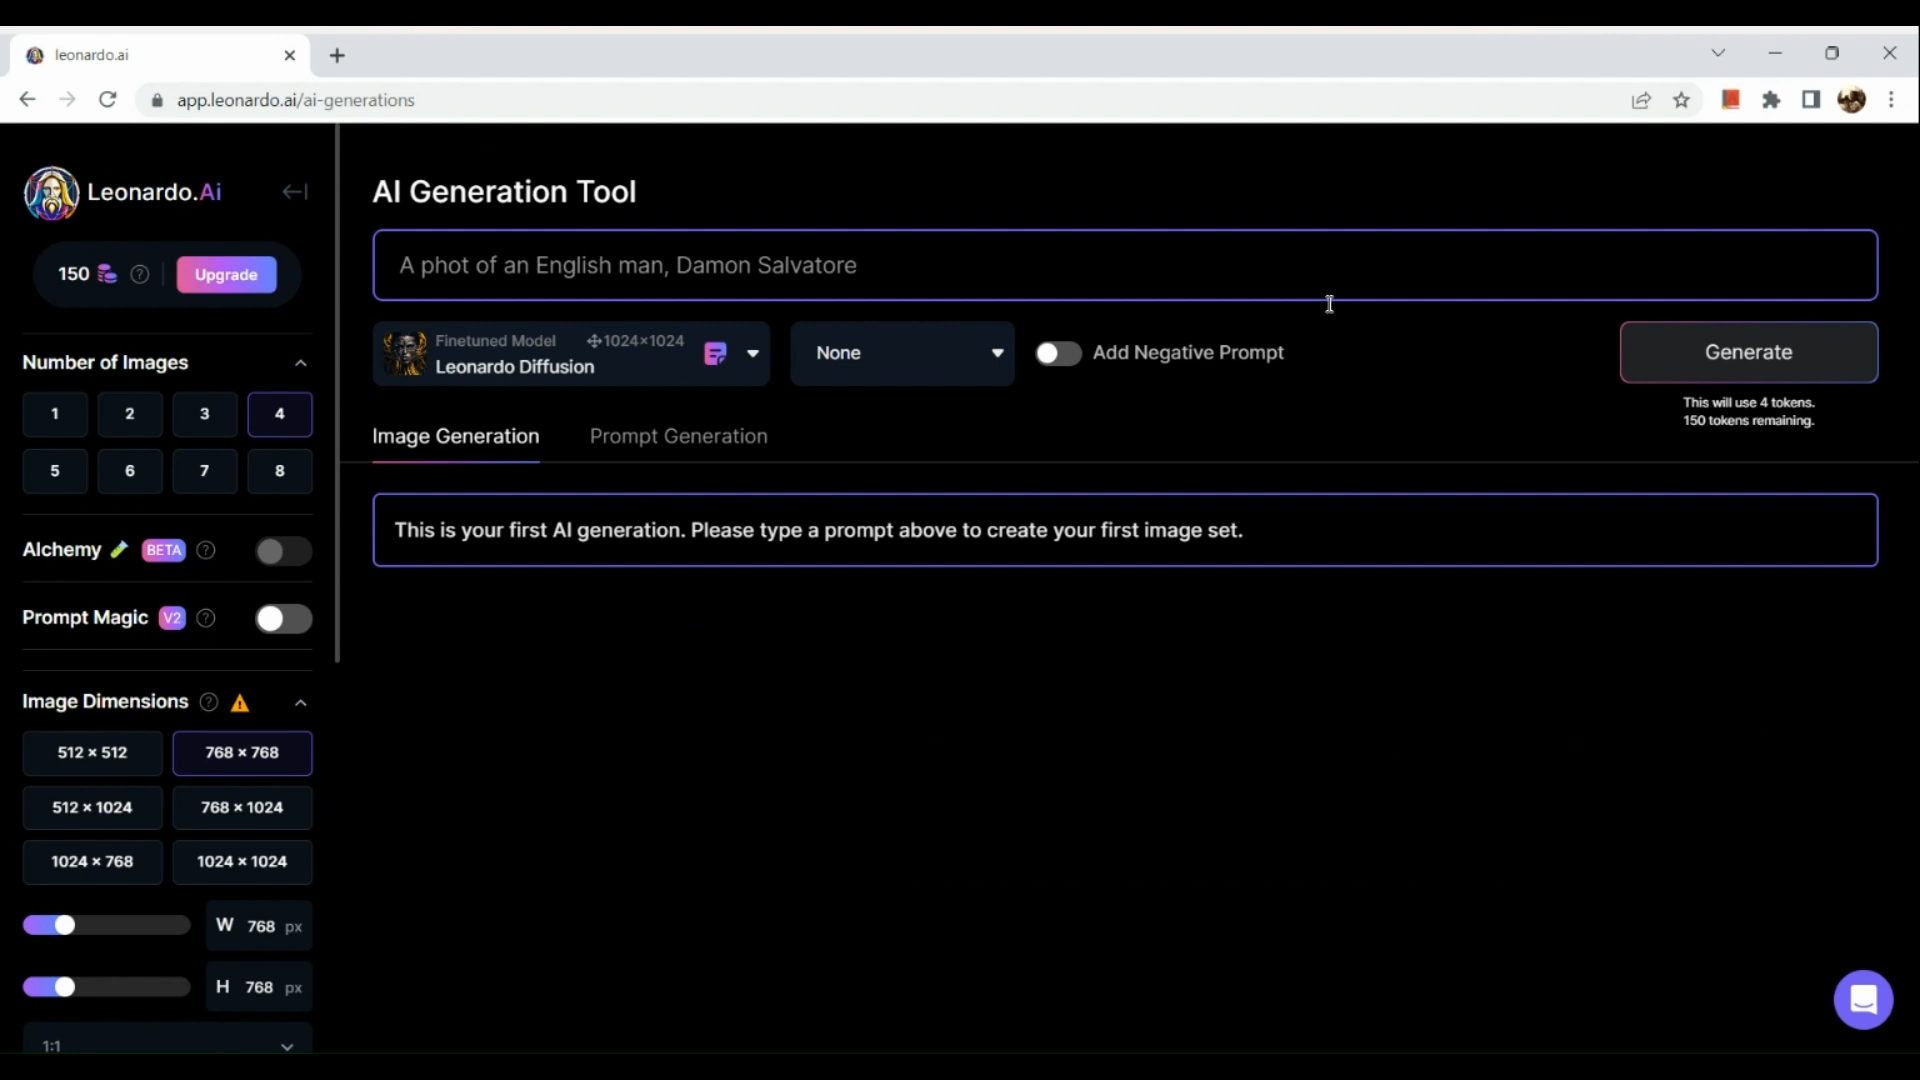 leonardo.ai
app.leonardo.ai/ai-generations
Leonardo.Ai
150
Upgrade
Number of Images
1 2 3 4
5 6 7 8
Alchemy BETA
Prompt Magic V2
Image Dimensions
512 × 512 768 × 768
512 × 1024 768 × 1024
1024 × 768 1024 × 1024
W 768 px
H 768 px
1:1
AI Generation Tool
A phot of an English man, Damon Salvatore
Finetuned Model 1024×1024
Leonardo Diffusion
None
Add Negative Prompt
Generate
This will use 4 tokens.
150 tokens remaining.
Image Generation Prompt Generation
This is your first AI generation. Please type a prompt above to create your first image set.